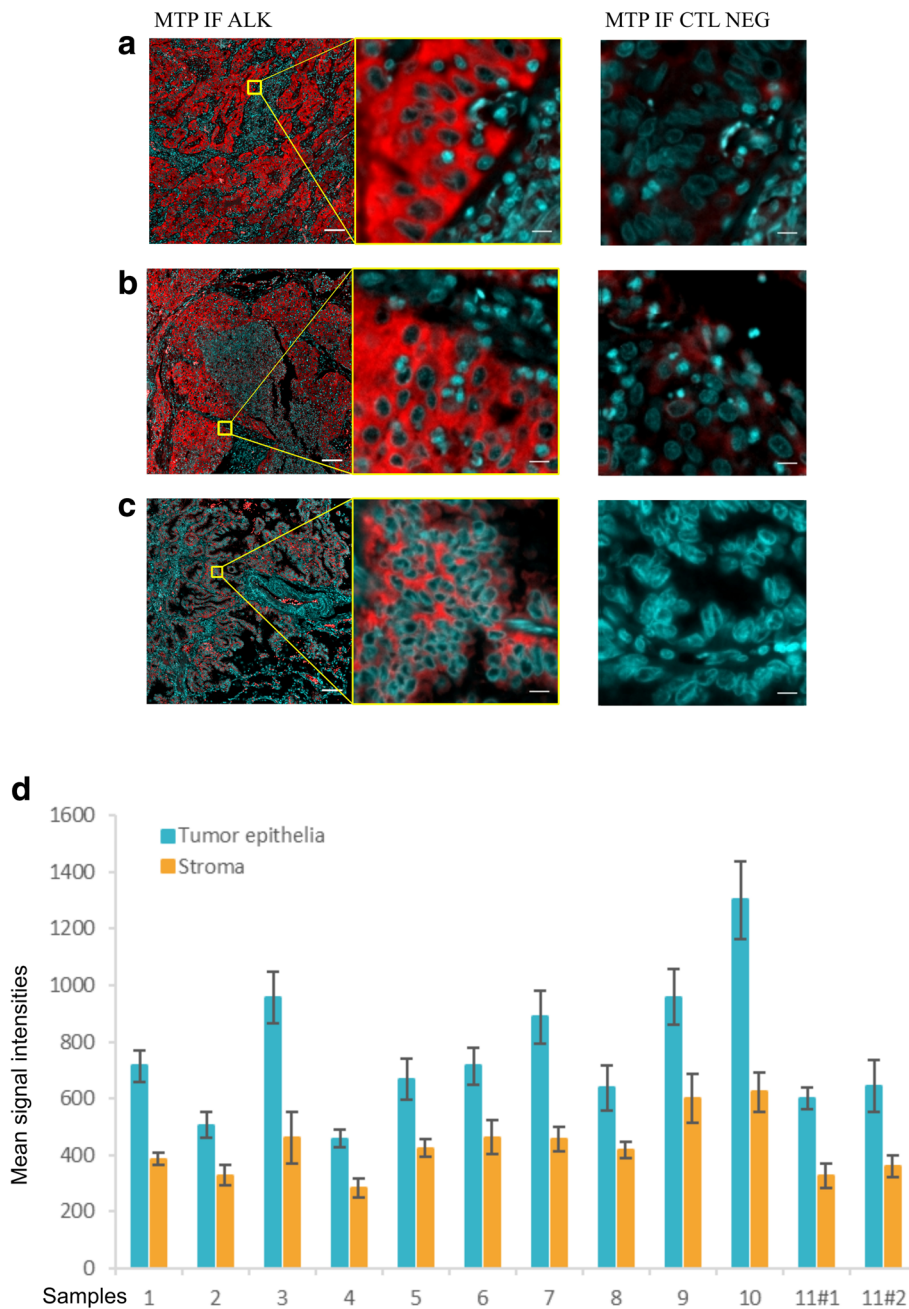 MTP IF ALK MTP IF CTL NEG
a
b
c
d
1600
1400
1200
1000
800
600
400
200
0
Mean signal intensities
Tumor epithelia
Stroma
Samples 1 2 3 4 5 6 7 8 9 10 11#1 11#2